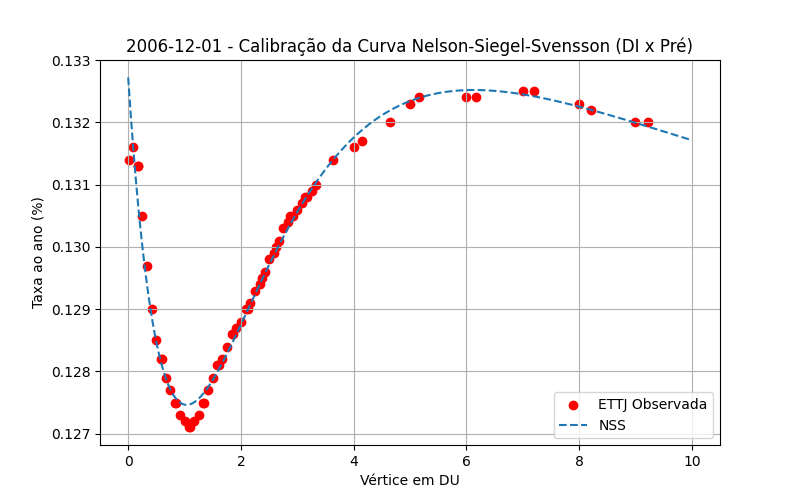 2006-12-01 - Calibração da Curva Nelson-Siegel-Svensson (DI x Pré)
Taxa ao ano (%)
0.133
0.132
0.131
0.130
0.129
0.128
0.127
ETTJ Observada
NSS
0 2 4 6 8 10
Vértice em DU